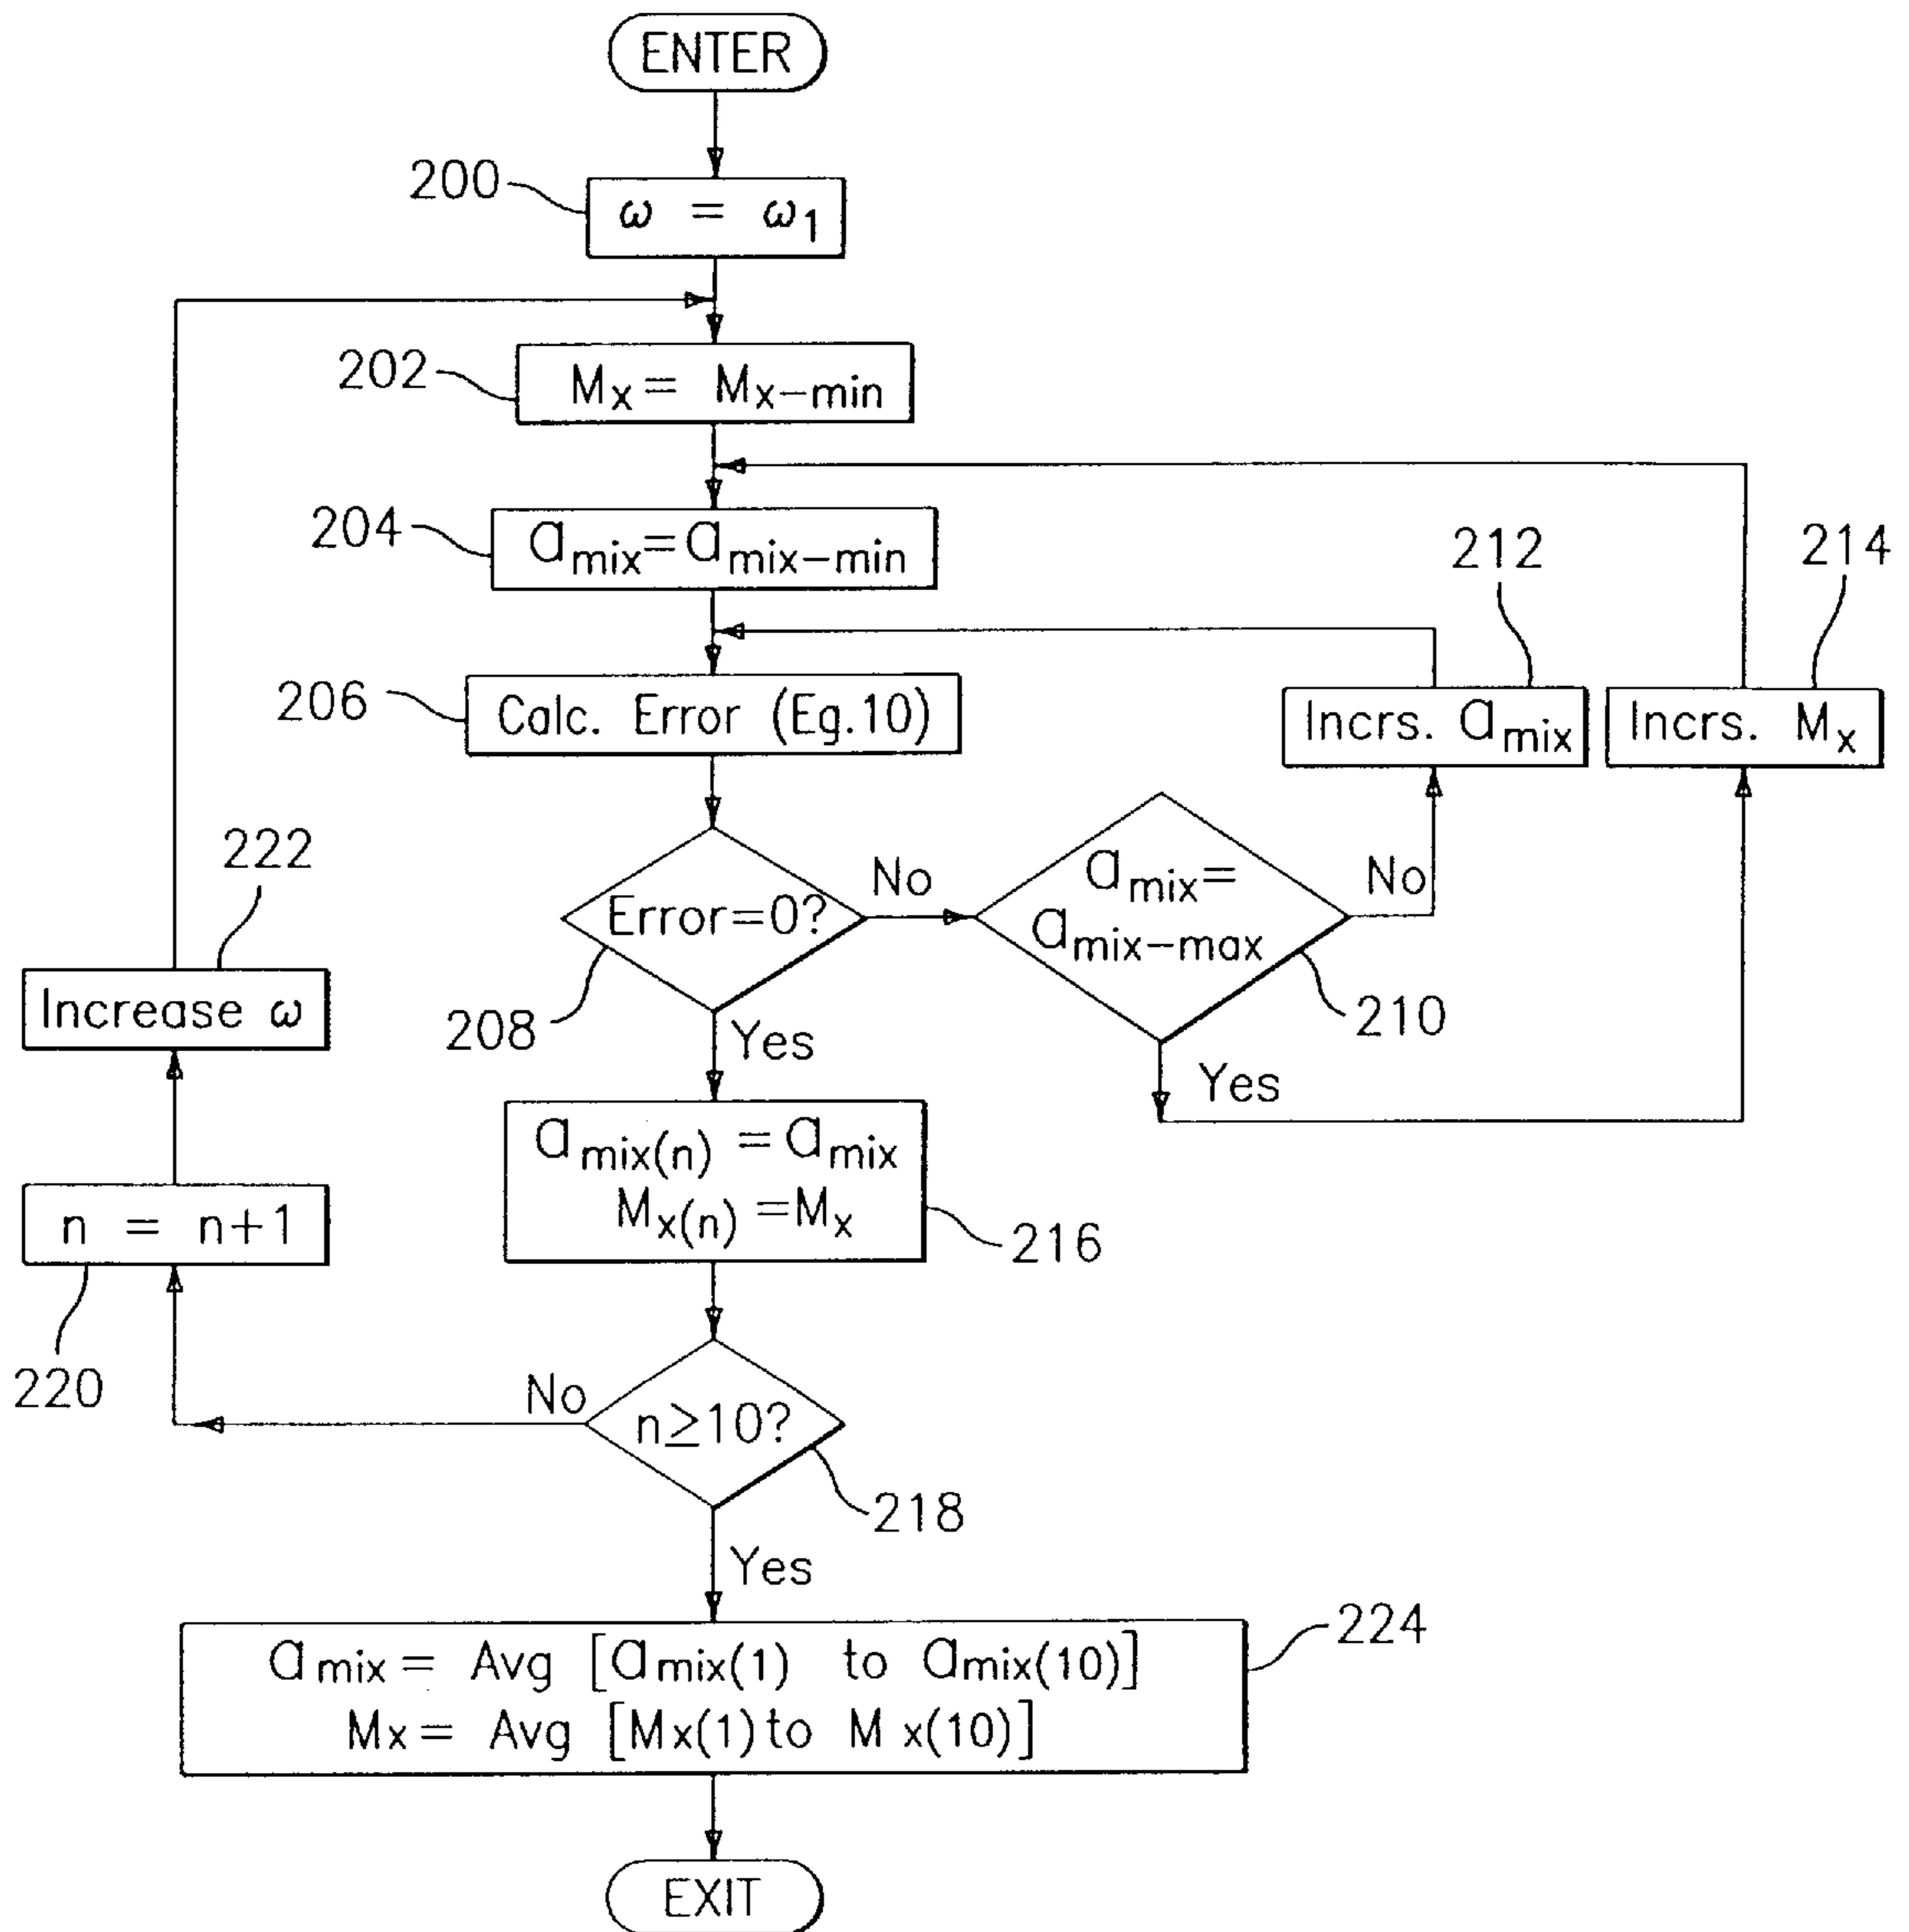 ENTER
200
ω = ω1
202
Mx = Mx-min
204
amix = amix-min
212
214
206
Calc. Error (Eg.10)
Incrs. amix
Incrs. Mx
222
Error=0?
No
amix=
amix-max
No
Increase ω
208
Yes
210
Yes
amix(n) = amix
Mx(n) = Mx
216
n = n+1
220
No
n≥10?
218
Yes
224
amix = Avg [amix(1) to amix(10)]
Mx = Avg [Mx(1) to Mx(10)]
EXIT